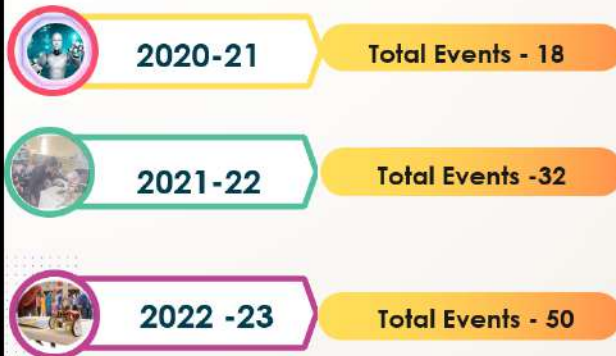 2020-21 Total Events - 18
2021-22 Total Events -32
2022 -23 Total Events - 50